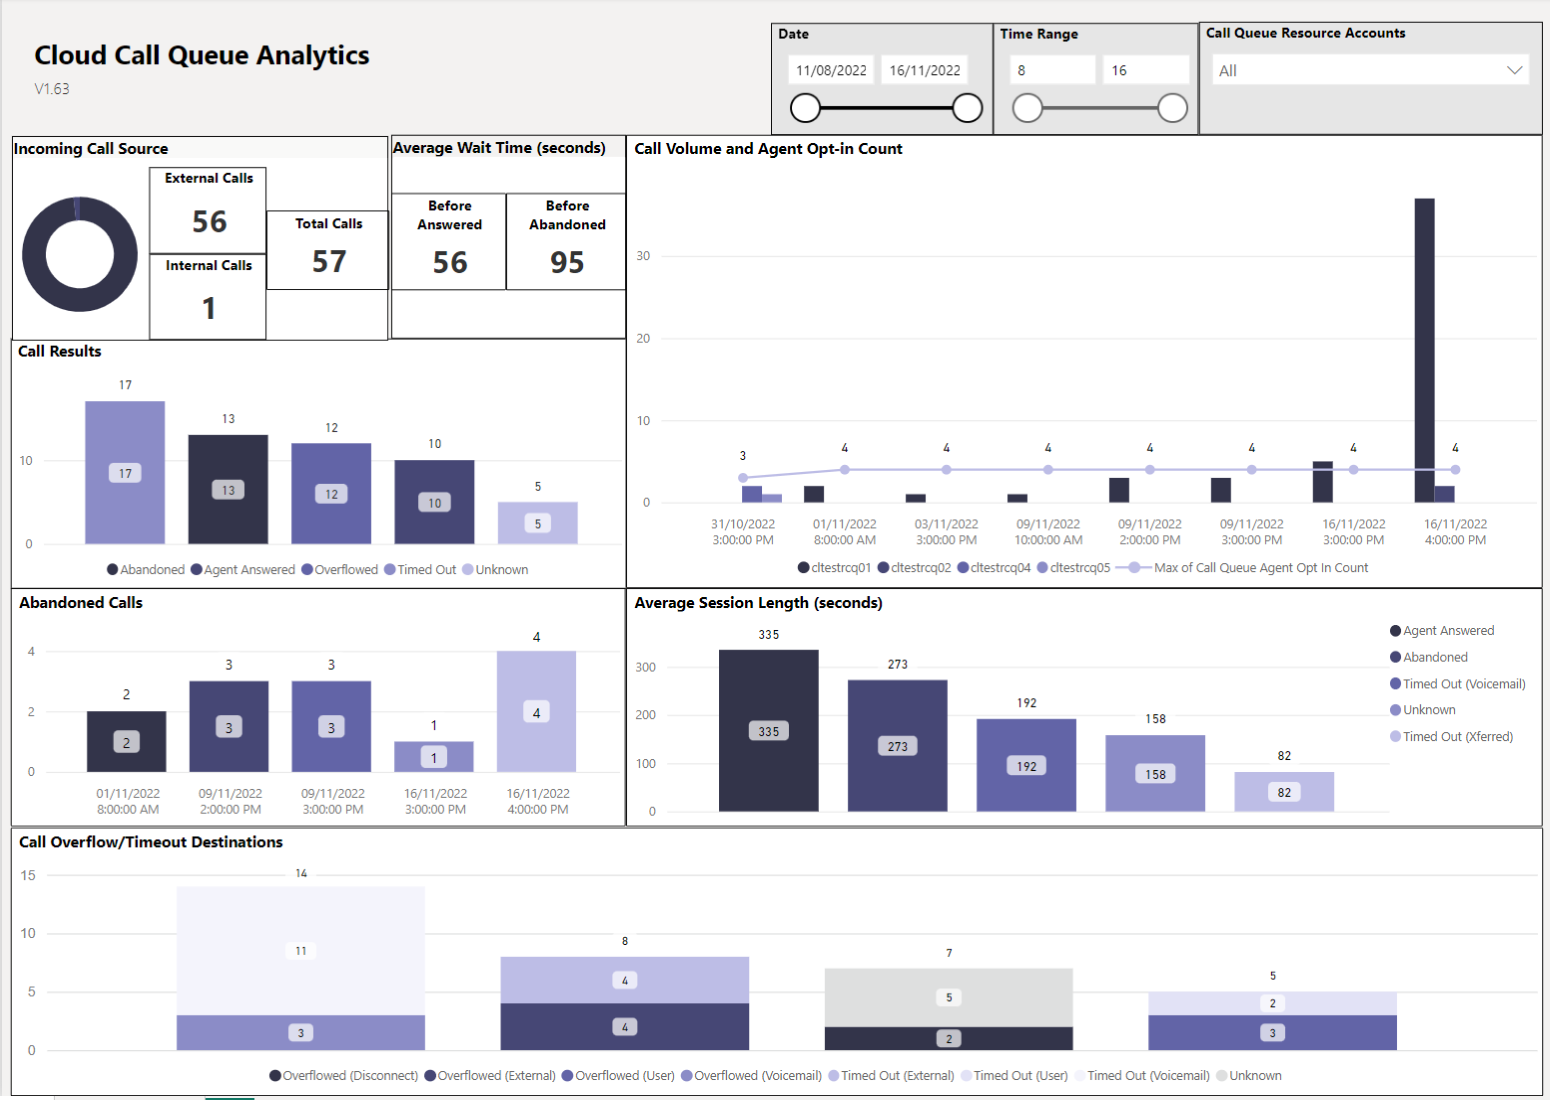 Cloud Call Queue Analytics
V1.63
Date
11/08/2022 16/11/2022
Time Range
8 16
Call Queue Resource Accounts
All
Incoming Call Source
External Calls
56
Internal Calls
1
Total Calls
57
Average Wait Time (seconds)
Before
Answered
56
Before
Abandoned
95
Call Volume and Agent Opt-in Count
30
20
10
0
3 4 4 4 4 4 4 4
31/10/2022 01/11/2022 03/11/2022 09/11/2022 09/11/2022 09/11/2022 16/11/2022 16/11/2022
3:00:00 PM 8:00:00 AM 3:00:00 PM 10:00:00 AM 2:00:00 PM 3:00:00 PM 3:00:00 PM 4:00:00 PM
cltestrcq01 cltestrcq02 cltestrcq04 cltestrcq05 Max of Call Queue Agent Opt In Count
Call Results
17
13
12
10
5
10
17
13
12
10
5
0
Abandoned Agent Answered Overflowed Timed Out Unknown
Abandoned Calls
4
2
0
2 3 3 1 4
2 3 3 1 4
01/11/2022 09/11/2022 09/11/2022 16/11/2022 16/11/2022
8:00:00 AM 2:00:00 PM 3:00:00 PM 3:00:00 PM 4:00:00 PM
Average Session Length (seconds)
300
200
100
0
335 273 192 158 82
335 273 192 158 82
Agent Answered
Abandoned
Timed Out (Voicemail)
Unknown
Timed Out (Xferred)
Call Overflow/Timeout Destinations
15
10
5
0
14 8 7 5
11 4 5 2
3 4 2 3
Overflowed (Disconnect) Overflowed (External) Overflowed (User) Overflowed (Voicemail) Timed Out (External) Timed Out (User) Timed Out (Voicemail) Unknown